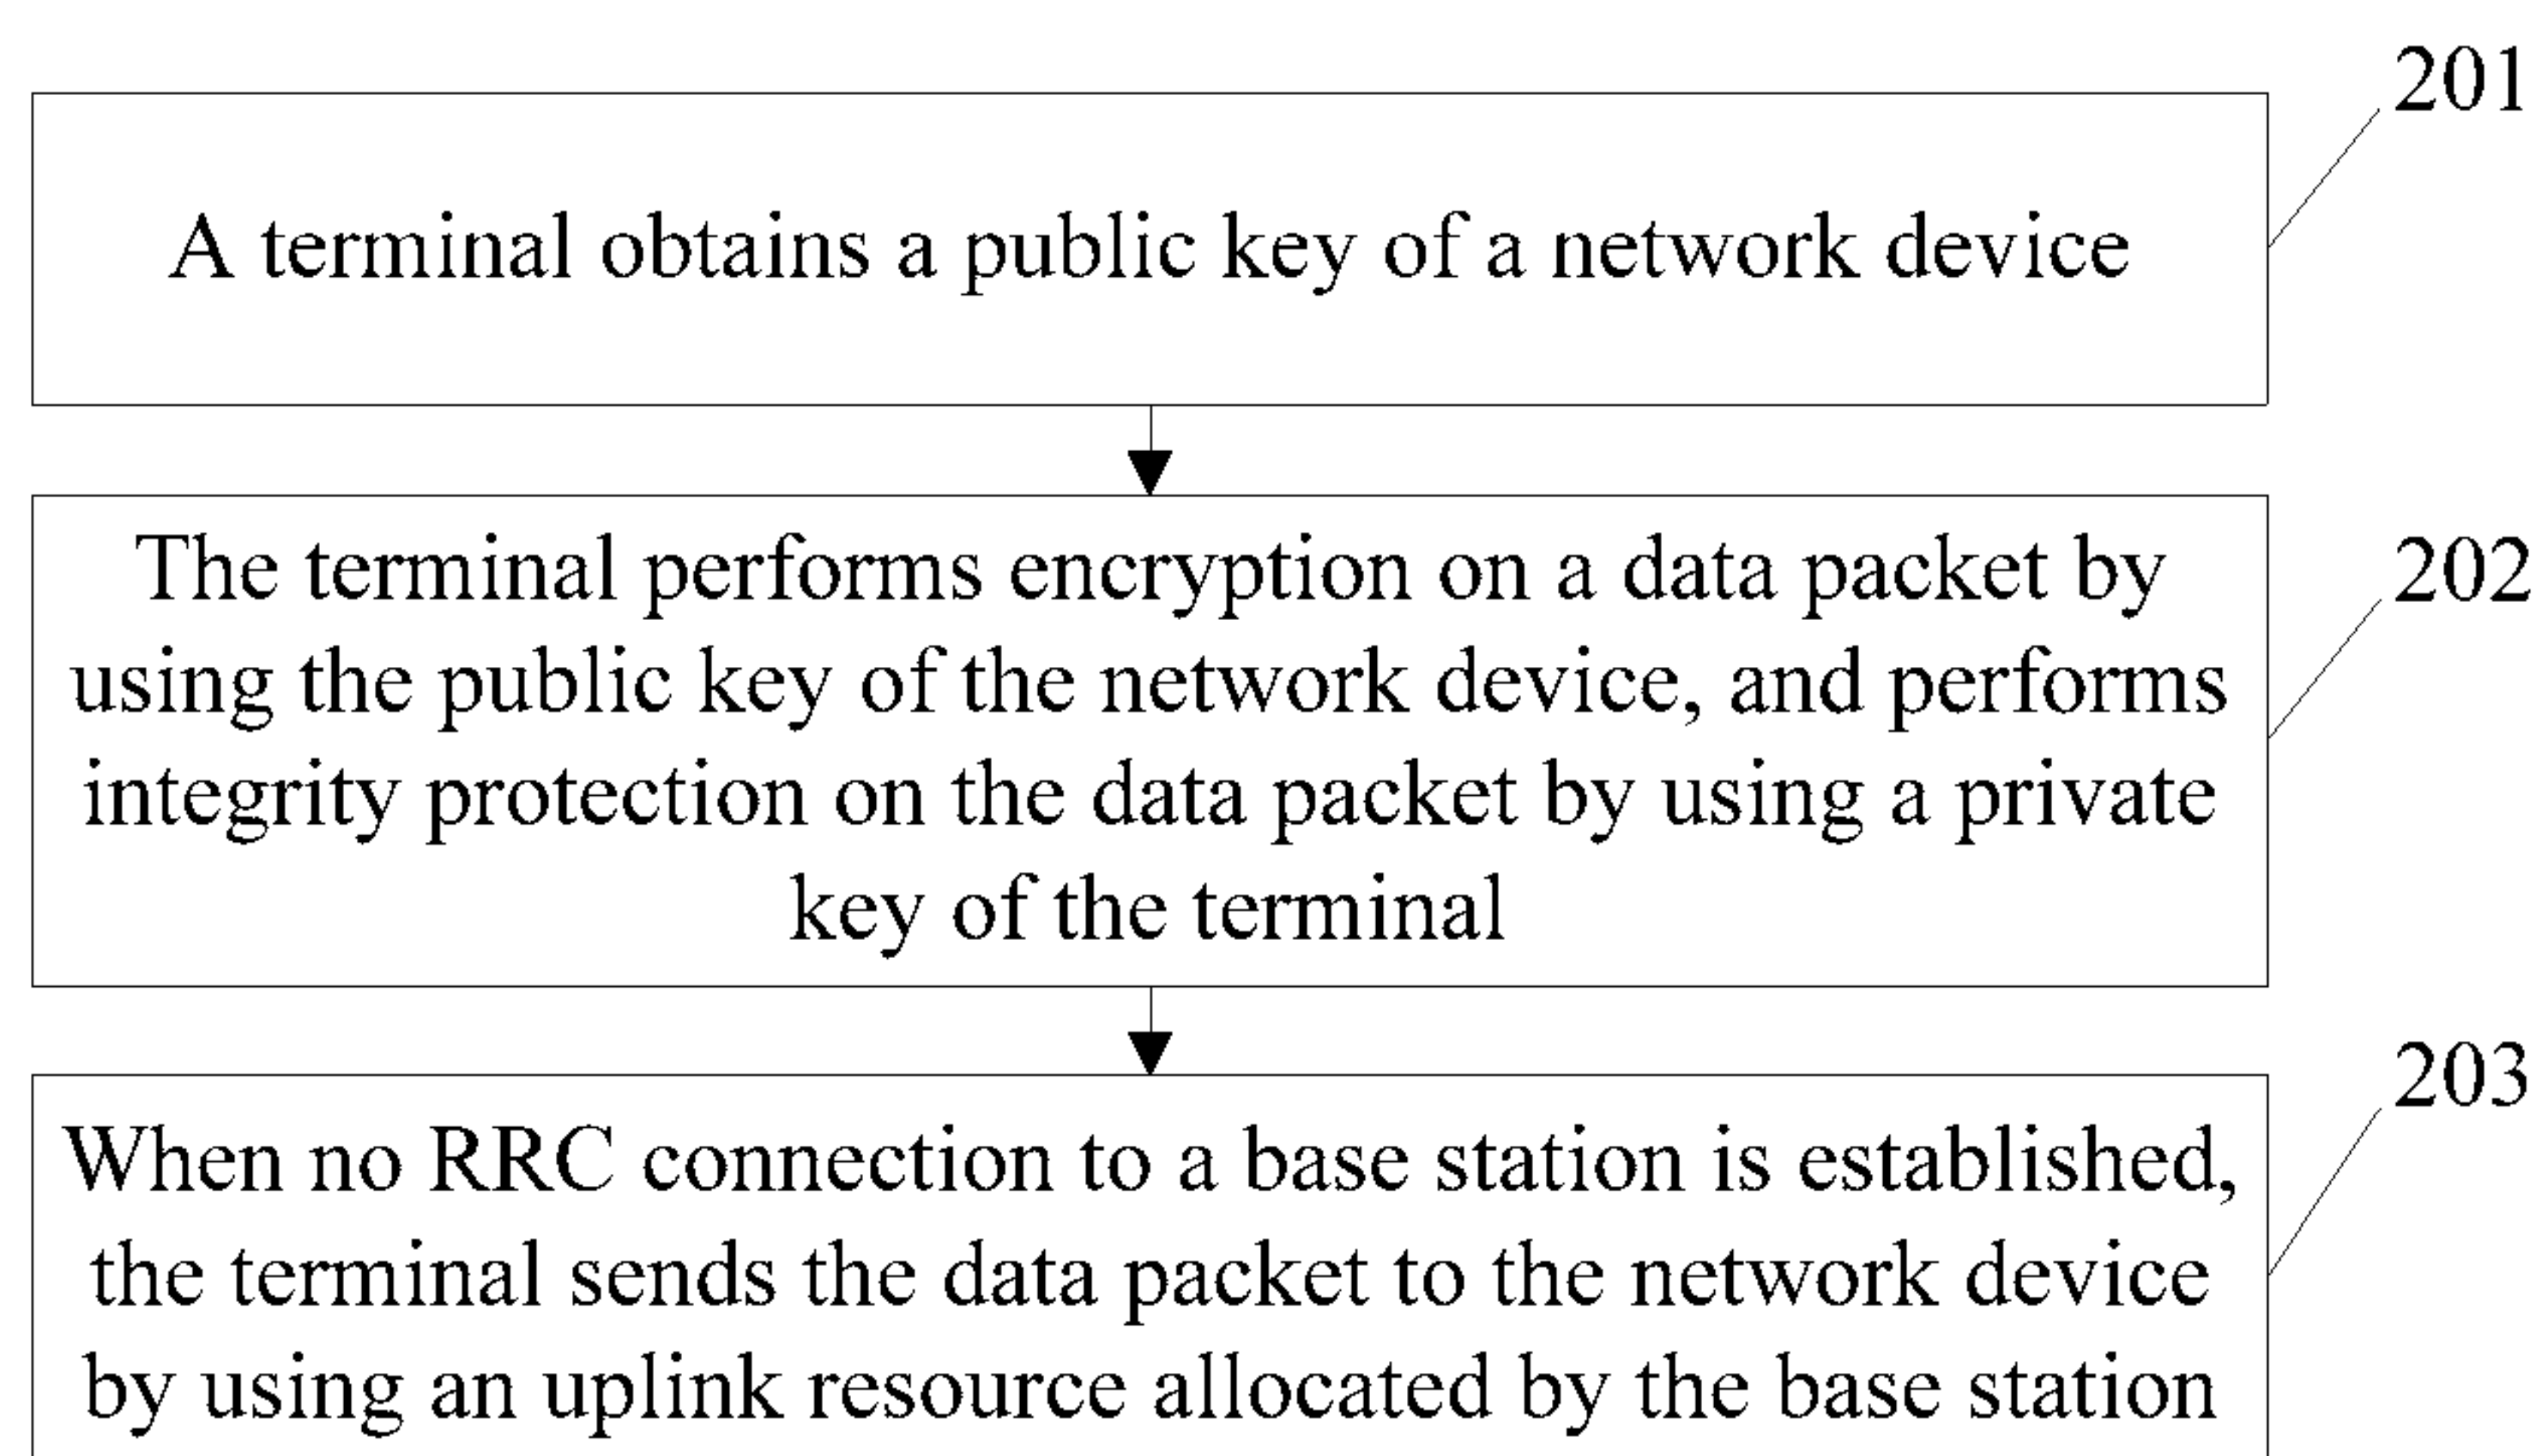 201
A terminal obtains a public key of a network device
202
The terminal performs encryption on a data packet by
using the public key of the network device, and performs
integrity protection on the data packet by using a private
key of the terminal
203
When no RRC connection to a base station is established,
the terminal sends the data packet to the network device
by using an uplink resource allocated by the base station